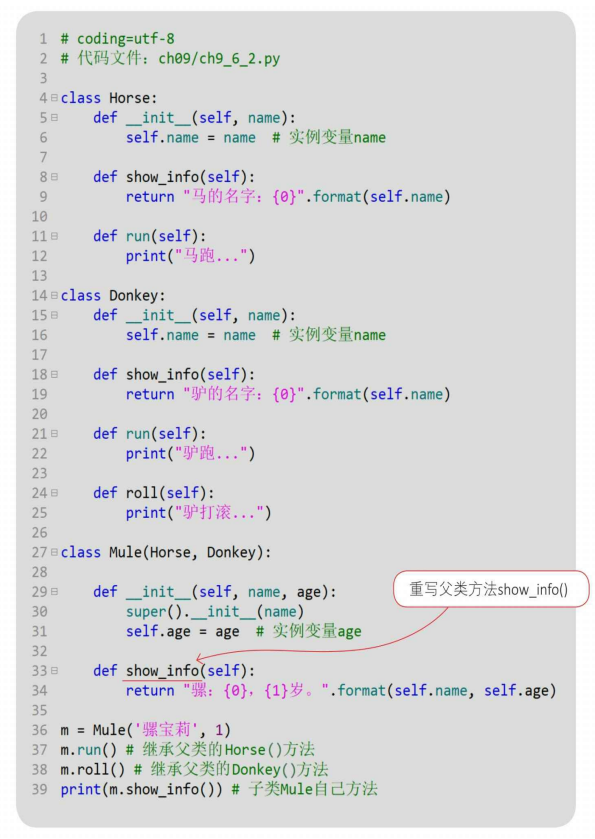 1 # coding=utf-8
2 # 代码文件：ch09/ch9_6_2.py
3
4 class Horse:
5     def __init__(self, name):
6         self.name = name  # 实例变量name
7
8     def show_info(self):
9         return "马的名字：{0}".format(self.name)
10
11     def run(self):
12         print("马跑...")
13
14 class Donkey:
15     def __init__(self, name):
16         self.name = name  # 实例变量name
17
18     def show_info(self):
19         return "驴的名字：{0}".format(self.name)
20
21     def run(self):
22         print("驴跑...")
23
24     def roll(self):
25         print("驴打滚...")
26
27 class Mule(Horse, Donkey):
28
29     def __init__(self, name, age):
重写父类方法show_info()
30         super().__init__(name)
31         self.age = age  # 实例变量age
32
33     def show_info(self):
34         return "骡：{0}，{1}岁。".format(self.name, self.age)
35
36 m = Mule('骡宝莉', 1)
37 m.run() # 继承父类的Horse()方法
38 m.roll() # 继承父类的Donkey()方法
39 print(m.show_info()) # 子类Mule自己方法